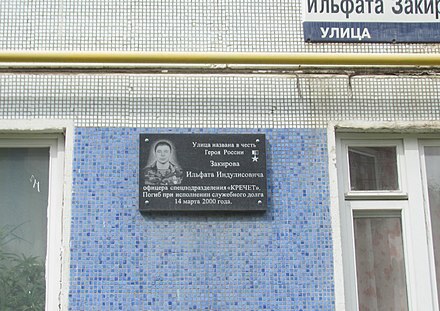 ильфата Закиро
УЛИЦА
Улица названа в честь
Героя России
Закирова
Ильфата Индулисовича
офицера спецподразделения «КРЕЧЕТ».
Погиб при исполнении служебного долга
14 марта 2000 года.